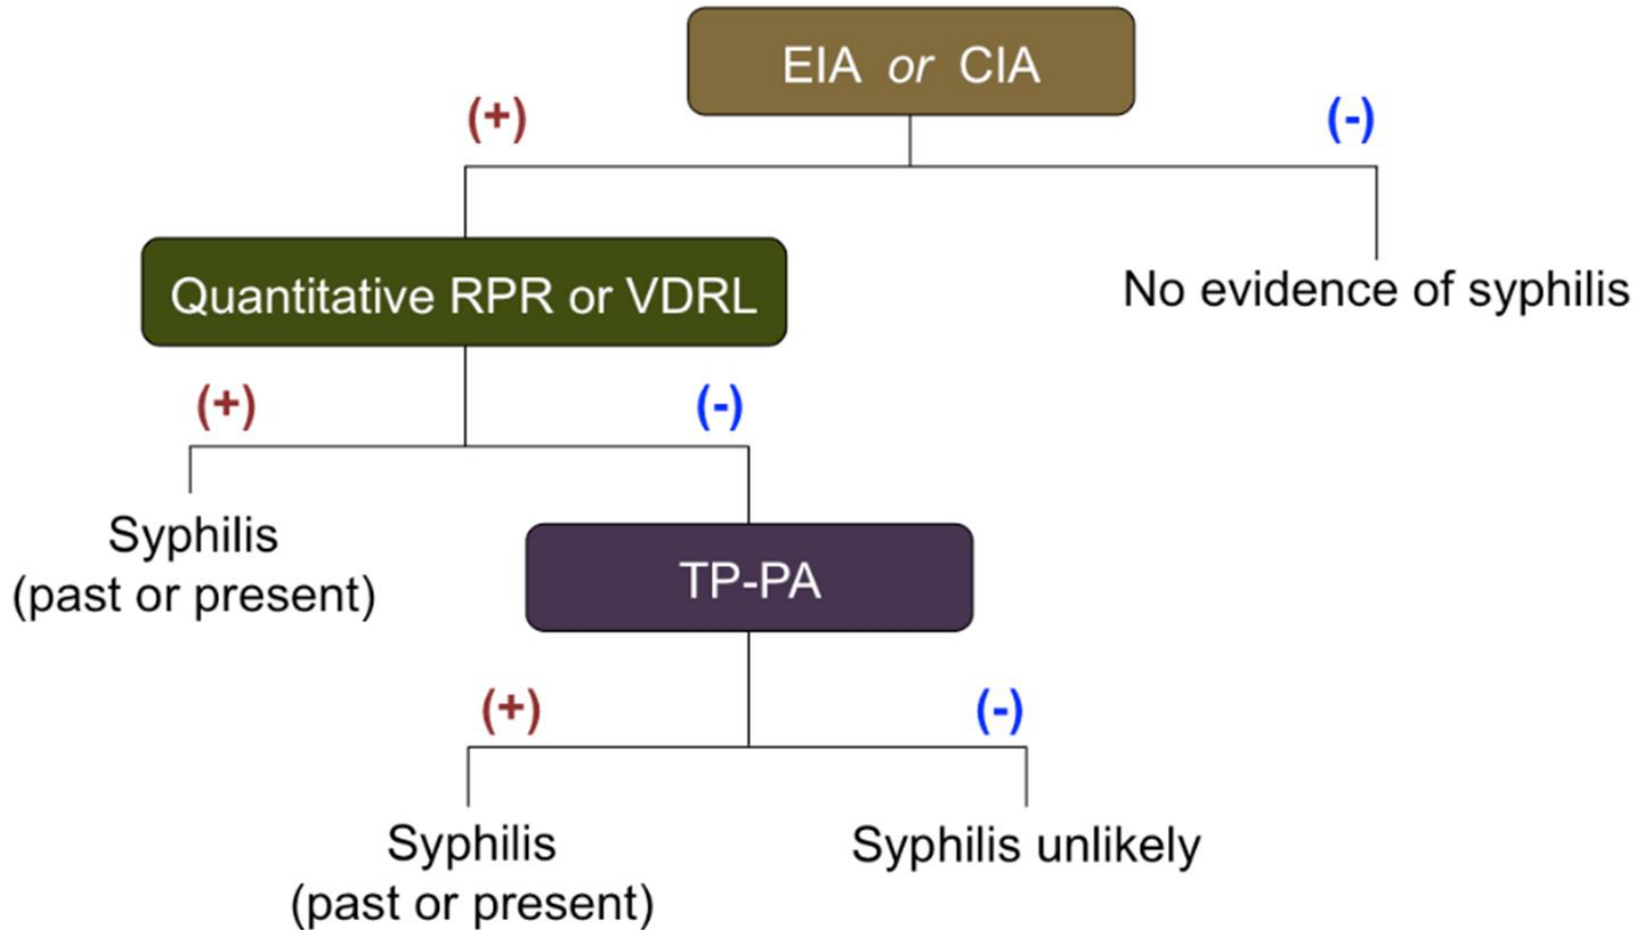 EIA or CIA
(+)
(-)
Quantitative RPR or VDRL
No evidence of syphilis
(+)
(-)
Syphilis
(past or present)
TP-PA
(+)
(-)
Syphilis
(past or present)
Syphilis unlikely